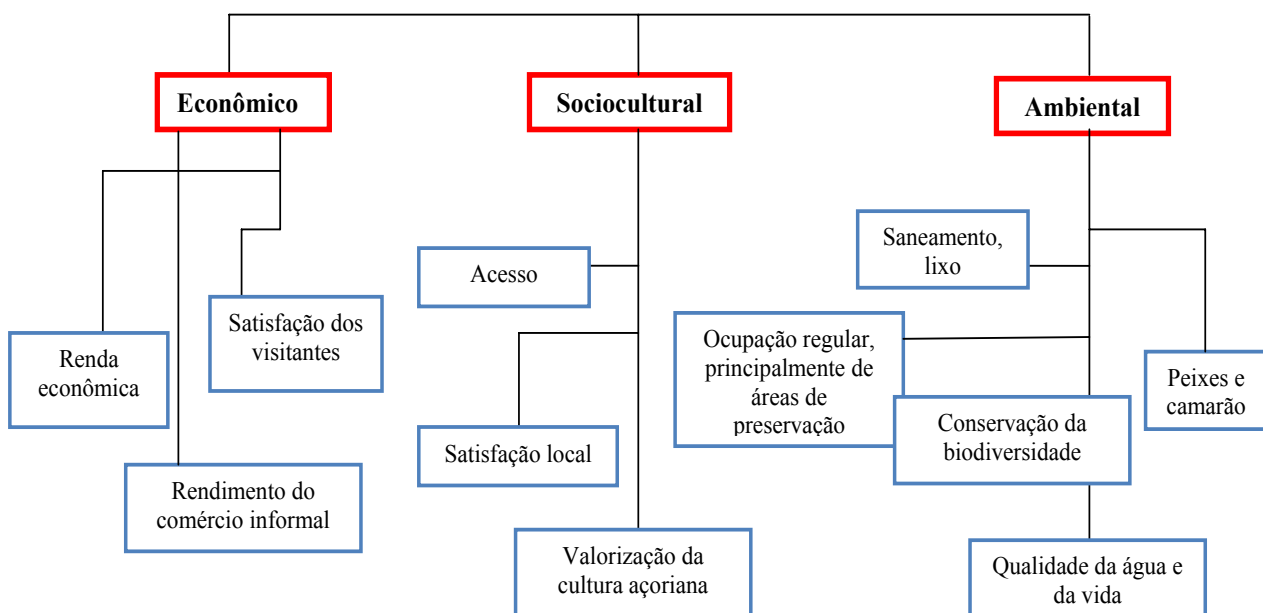 Econômico
Sociocultural
Ambiental
Saneamento,
lixo
Acesso
Satisfação dos
visitantes
Renda
econômica
Ocupação regular,
principalmente de
áreas de
preservação
Peixes e
camarão
Conservação da
biodiversidade
Satisfação local
Rendimento do
comércio informal
Valorização da
cultura açoriana
Qualidade da água e
da vida